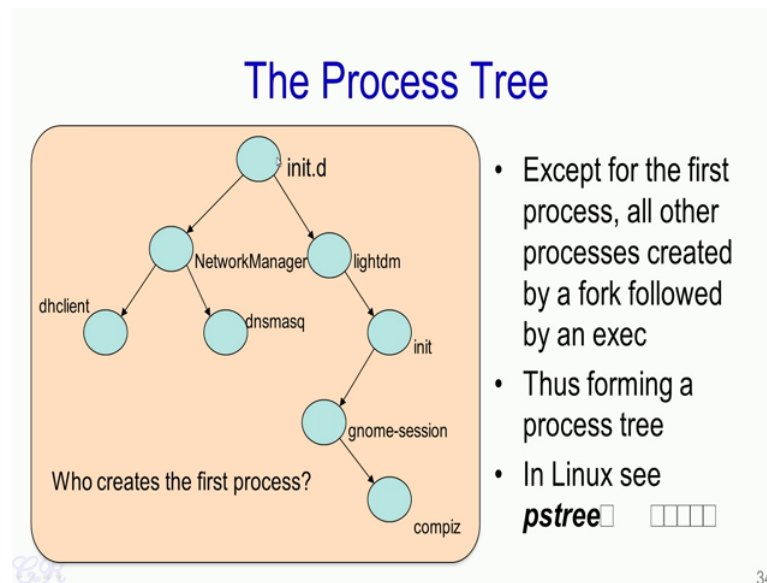 The Process Tree
init.d
NetworkManager
lightdm
dhclient
dnsmasq
init
gnome-session
Who creates the first process?
compiz
• Except for the first
process, all other
processes created
by a fork followed
by an exec
• Thus forming a
process tree
• In Linux see
pstree□ □□□□□